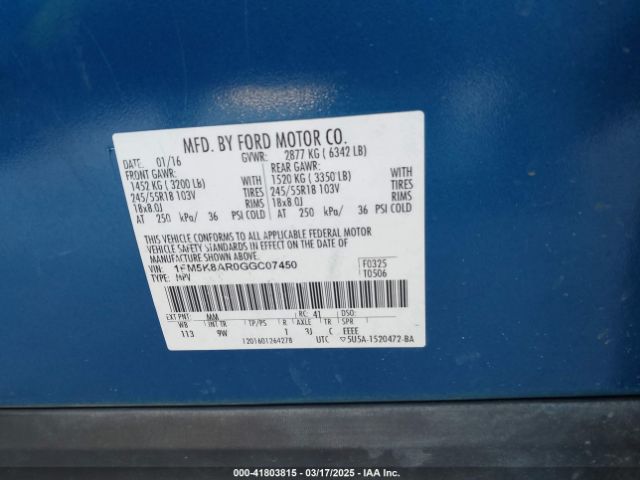 MFD. BY FORD MOTOR CO.
DATE: 01/16 GVWR: 2877 KG ( 6342 LB)
FRONT GAWR: REAR GAWR:
1452 KG ( 3200 LB) WITH 1520 KG ( 3350 LB) WITH
245/55R18 103V TIRES 245/55R18 103V TIRES
18x8.0J RIMS 18x8.0J RIMS
AT 250 kPa/ 36 PSI COLD AT 250 kPa/ 36 PSI COLD
THIS VEHICLE CONFORMS TO ALL APPLICABLE FEDERAL MOTOR
VEHICLE SAFETY AND THEFT PREVENTION STANDARDS IN EFFECT ON THE DATE OF
MANUFACTURE SHOWN ABOVE.
VIN: 1FM5K8AR0GGC07450 F0325
TYPE: MPV T0506
EXT PNT: MM RC: 41 DSO:
WB INT TR TP/PS R AXLE TR SPR
113 9W 1 3J C EEEE
1201601264278 UTC ▽5U5A-1520472-BA
000-41803815 - 03/17/2025 - IAA Inc.